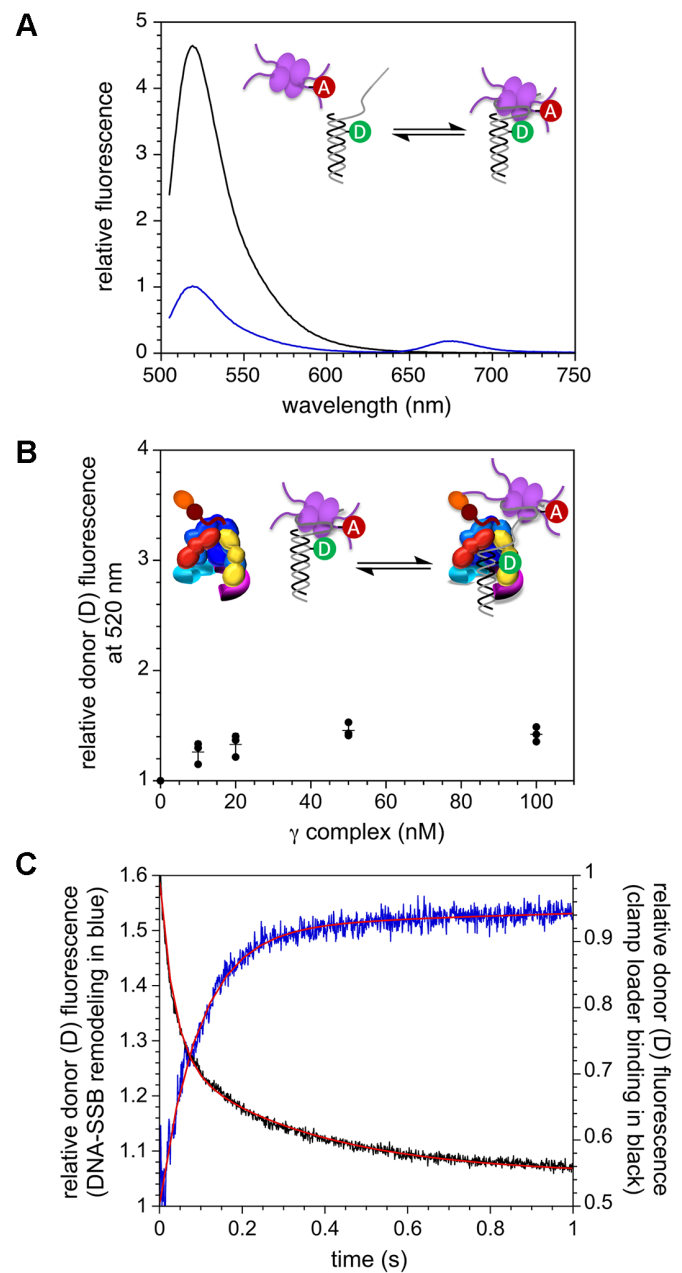 A
relative fluorescence
5
4
3
2
1
0
A
D
A
D
500
550
600
650
700
750
wavelength (nm)
B
relative donor (D) fluorescence
at 520 nm
4
3
2
1
A
D
A
D
0
20
40
60
80
100
γ complex (nM)
C
relative donor (D) fluorescence
(DNA-SSB remodeling in blue)
1.6
1.5
1.4
1.3
1.2
1.1
1
1
0.9
0.8
0.7
0.6
0.5
relative donor (D) fluorescence
(clamp loader binding in black)
0
0.2
0.4
0.6
0.8
1
time (s)